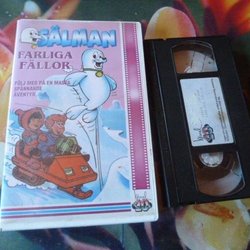 SÄLMAN
FARLIGA
FÄLLOR
FÖLJ MED PÅ EN MASSA
SPÄNNANDE
ÄVENTYR